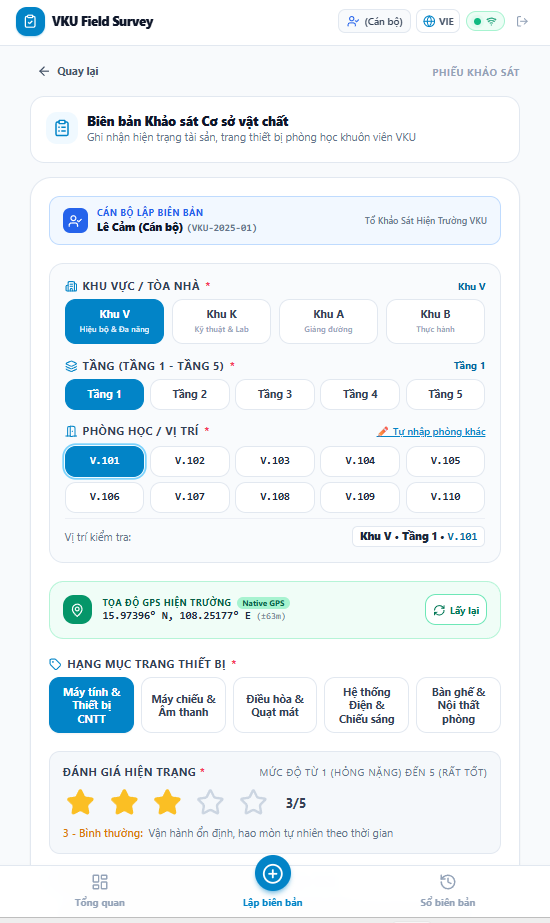 VKU Field Survey
(Cán bộ)
VIE
Quay lại
PHIẾU KHẢO SÁT
Biên bản Khảo sát Cơ sở vật chất
Ghi nhận hiện trạng tài sản, trang thiết bị phòng học khuôn viên VKU
CÁN BỘ LẬP BIÊN BẢN
Lê Cảm (Cán bộ) (VKU-2025-01)
Tổ Khảo Sát Hiện Trường VKU
KHU VỰC / TÒA NHÀ *
Khu V
Khu V
Hiệu bộ & Đa năng
Khu K
Kỹ thuật & Lab
Khu A
Giảng đường
Khu B
Thực hành
TẦNG (TẦNG 1 - TẦNG 5) *
Tầng 1
Tầng 1
Tầng 2
Tầng 3
Tầng 4
Tầng 5
PHÒNG HỌC / VỊ TRÍ *
Tự nhập phòng khác
V.101
V.102
V.103
V.104
V.105
V.106
V.107
V.108
V.109
V.110
Vị trí kiểm tra:
Khu V • Tầng 1 • V.101
TỌA ĐỘ GPS HIỆN TRƯỜNG
Native GPS
15.97396° N, 108.25177° E (±63m)
Lấy lại
HẠNG MỤC TRANG THIẾT BỊ *
Máy tính &
Thiết bị
CNTT
Máy chiếu &
Âm thanh
Điều hòa &
Quạt mát
Hệ thống
Điện &
Chiếu sáng
Bàn ghế &
Nội thất
phòng
ĐÁNH GIÁ HIỆN TRẠNG *
MỨC ĐỘ TỪ 1 (HỎNG NẶNG) ĐẾN 5 (RẤT TỐT)
3/5
3 - Bình thường: Vận hành ổn định, hao mòn tự nhiên theo thời gian
Tổng quan
Lập biên bản
Sổ biên bản